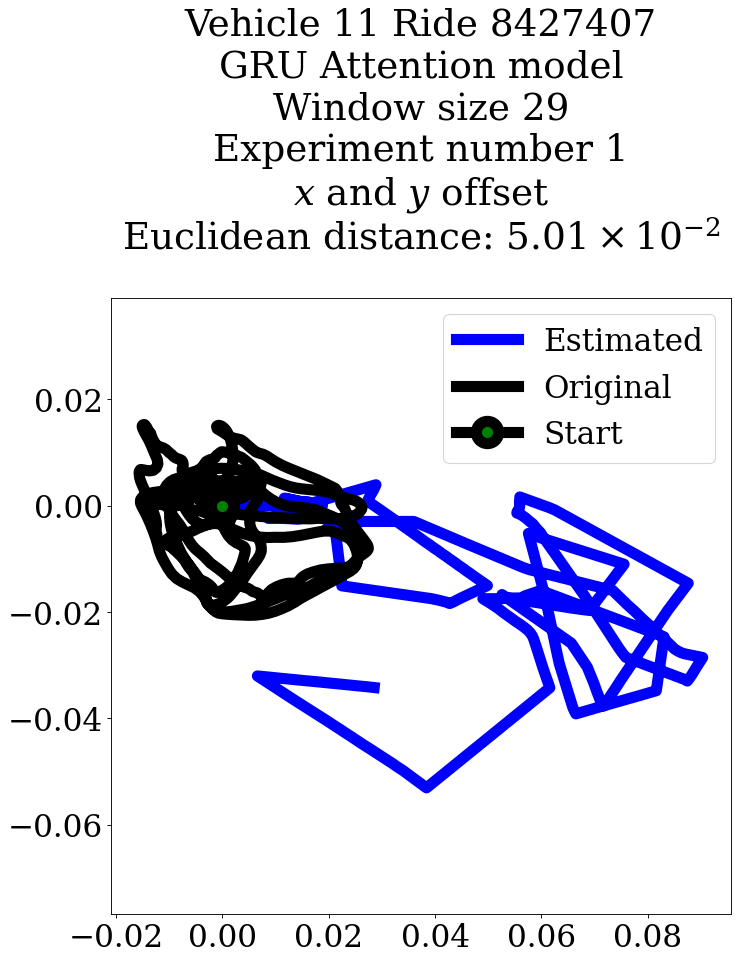 Vehicle 11 Ride 8427407
GRU Attention model
Window size 29
Experiment number 1
x and y offset
Euclidean distance: 5.01 × 10⁻²
Estimated
Original
Start
0.02
0.00
−0.02
−0.04
−0.06
−0.02 0.00 0.02 0.04 0.06 0.08